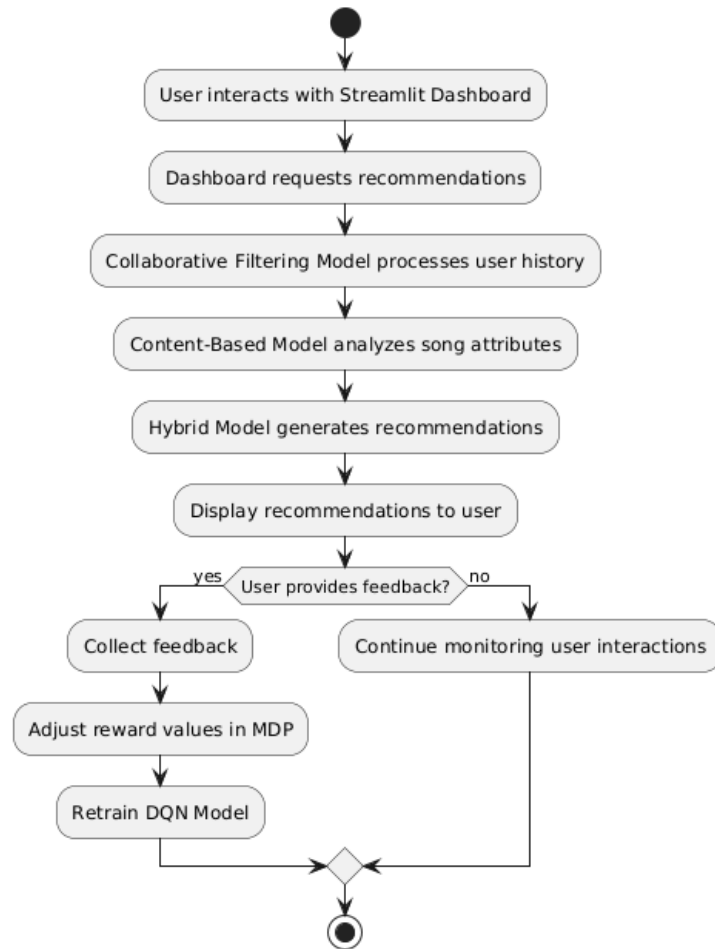 User interacts with Streamlit Dashboard
Dashboard requests recommendations
Collaborative Filtering Model processes user history
Content-Based Model analyzes song attributes
Hybrid Model generates recommendations
Display recommendations to user
yes
User provides feedback?
no
Collect feedback
Continue monitoring user interactions
Adjust reward values in MDP
Retrain DQN Model